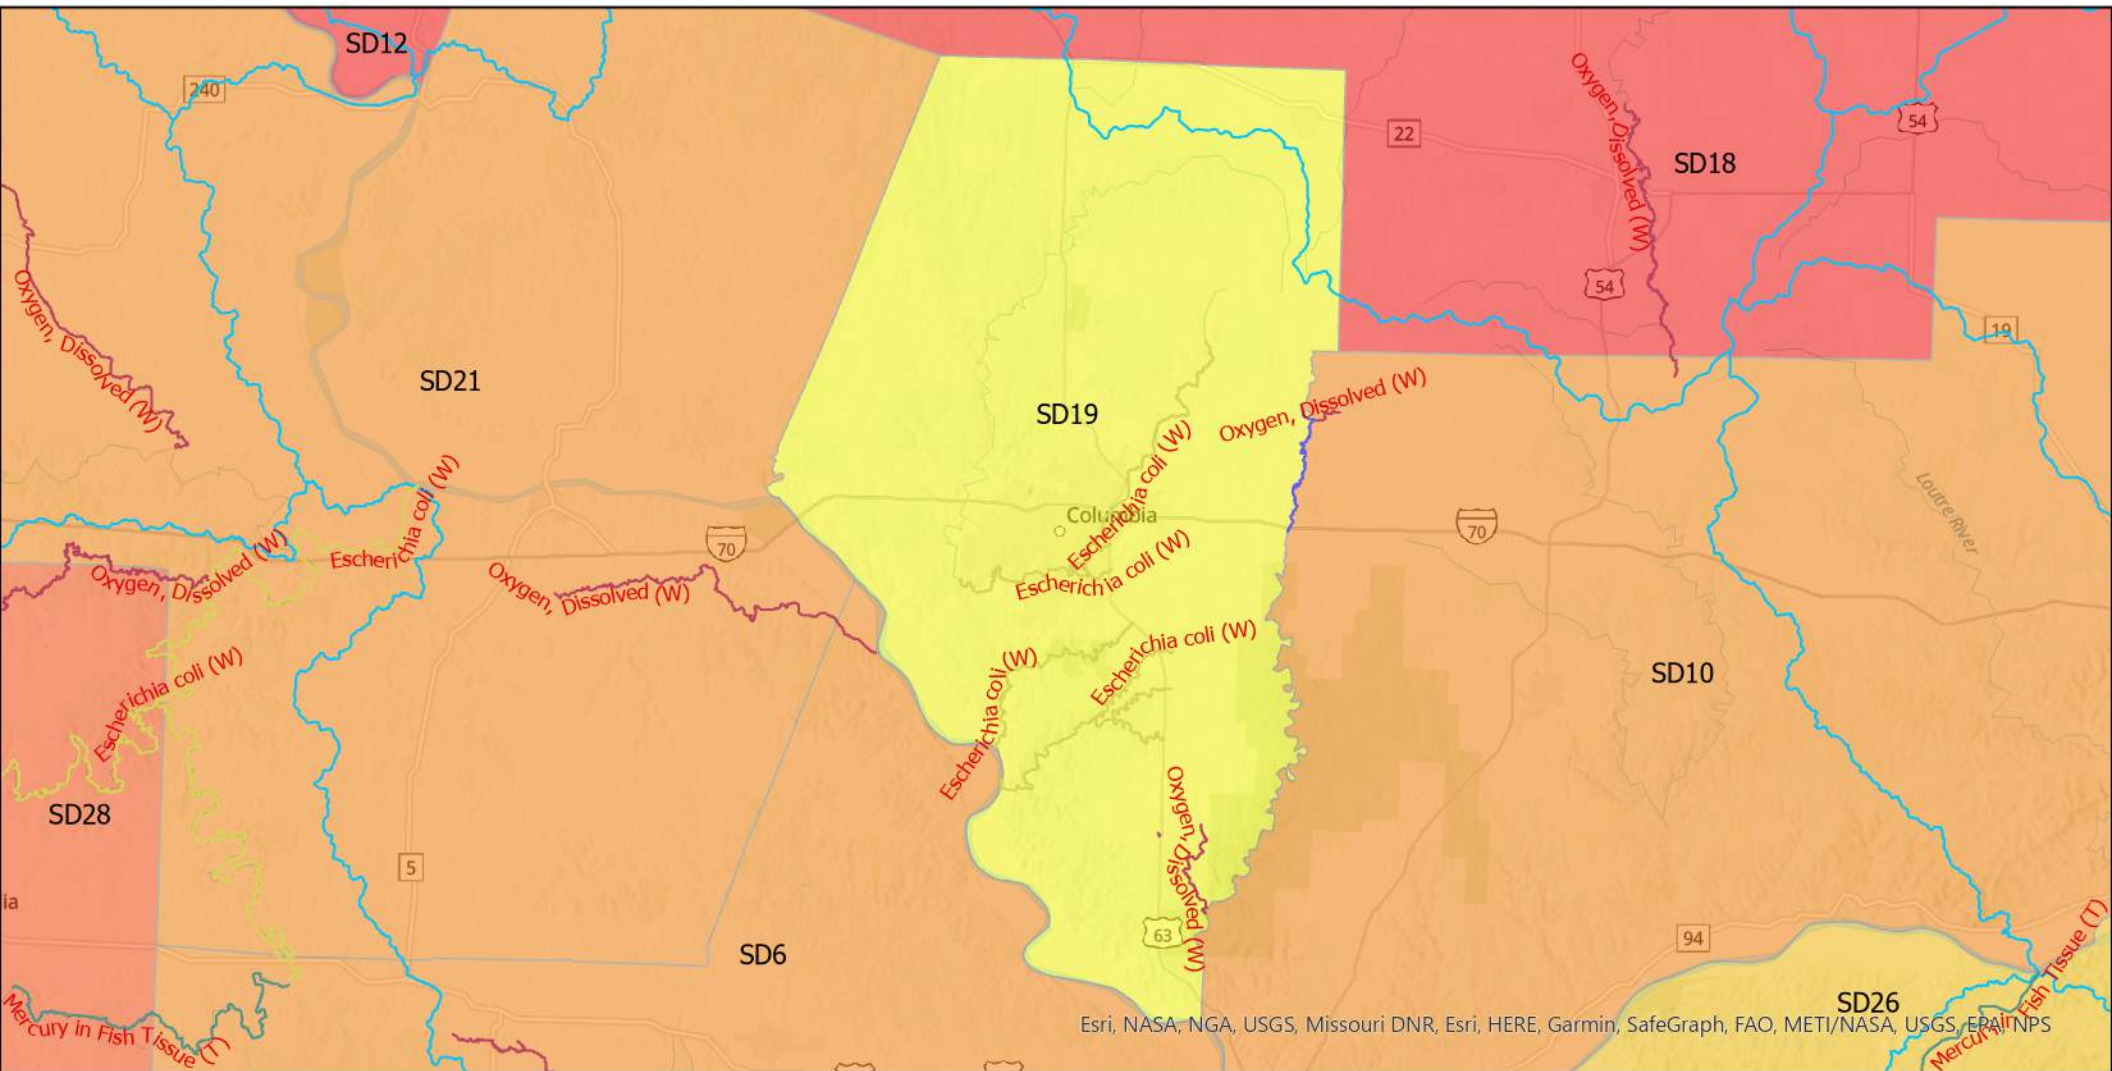 SD12
240
22
54
Oxygen, Dissolved (W)
SD18
54
19
Oxygen, Dissolved (W)
SD21
SD19
Oxygen, Dissolved (W)
Escherichia coli (W)
Escherichia coli (W)
Columbia
Loutre River
70
70
Oxygen, Dissolved (W)
Escherichia coli (W)
Oxygen, Dissolved (W)
Escherichia coli (W)
Escherichia coli (W)
Escherichia coli (W)
Escherichia coli (W)
SD10
SD28
Oxygen, Dissolved (W)
5
ia
63
94
SD6
SD26
Mercury in Fish Tissue (T)
Mercury in Fish Tissue (T)
Esri, NASA, NGA, USGS, Missouri DNR, Esri, HERE, Garmin, SafeGraph, FAO, METI/NASA, USGS, EPA, NPS